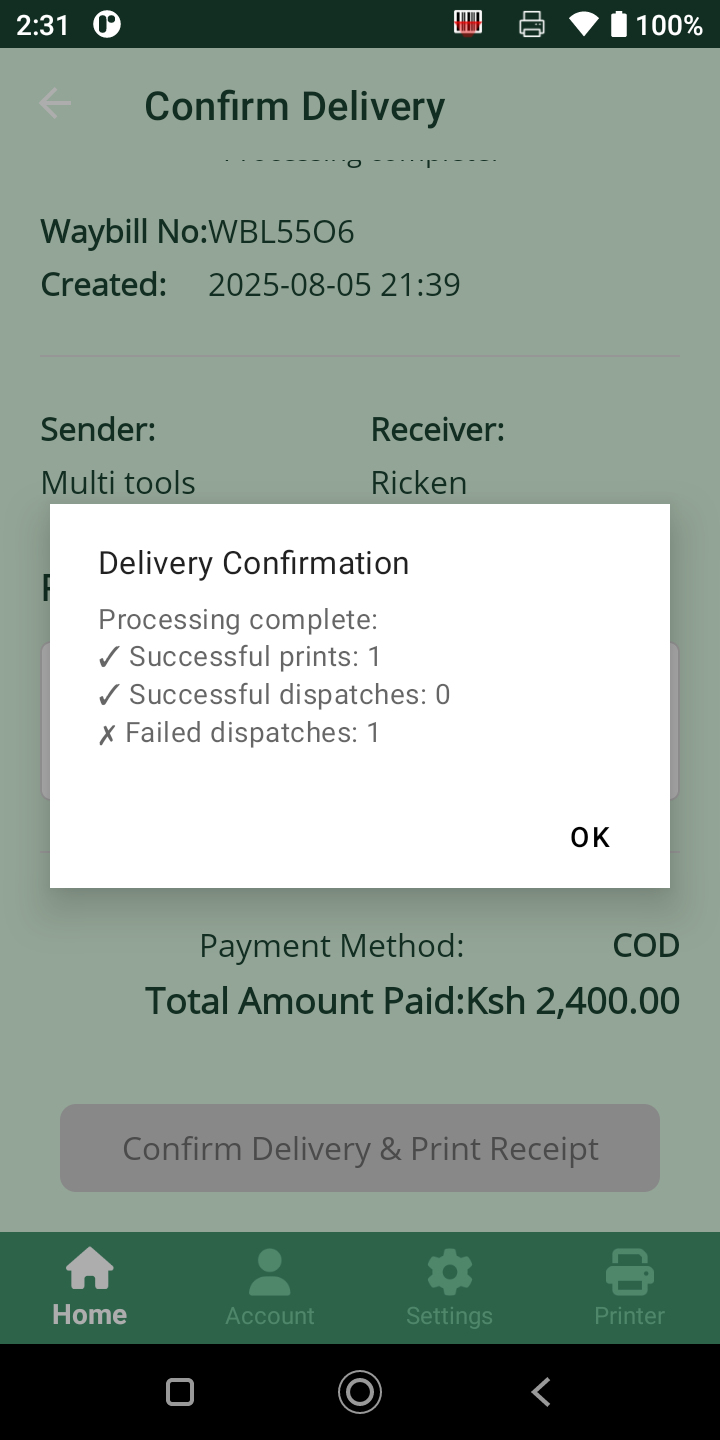 2:31 100%
Confirm Delivery
Processing complete!
Waybill No:WBL55O6
Created: 2025-08-05 21:39
Sender: Receiver:
Multi tools Ricken
Delivery Confirmation
Processing complete:
✓ Successful prints: 1
✓ Successful dispatches: 0
✗ Failed dispatches: 1
OK
Payment Method: COD
Total Amount Paid:Ksh 2,400.00
Confirm Delivery & Print Receipt
Home Account Settings Printer